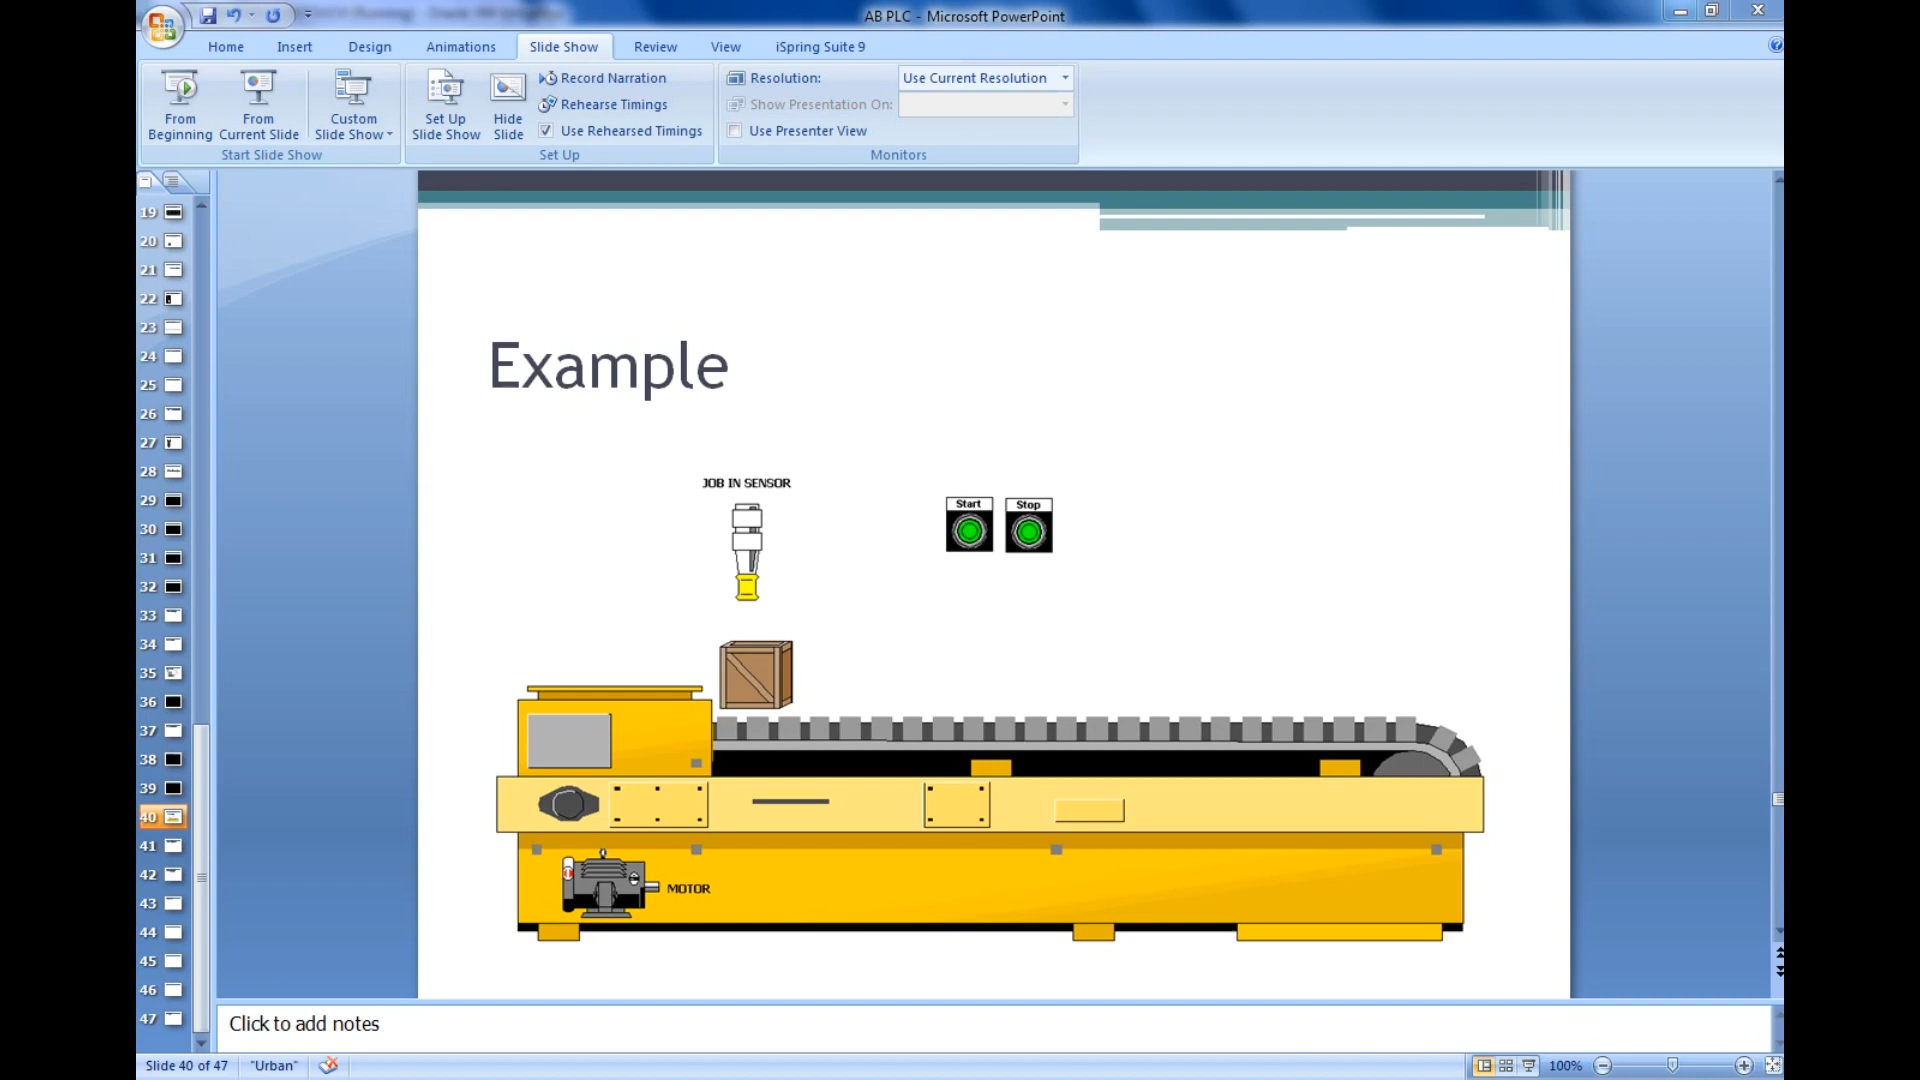 AB PLC - Microsoft PowerPoint
Home Insert Design Animations Slide Show Review View iSpring Suite 9
From Beginning
From Current Slide
Custom Slide Show
Start Slide Show
Set Up Slide Show
Hide Slide
Record Narration
Rehearse Timings
Use Rehearsed Timings
Set Up
Resolution: Use Current Resolution
Show Presentation On:
Use Presenter View
Monitors
19
20
21
22
23
24
25
26
27
28
29
30
31
32
33
34
35
36
37
38
39
40
41
42
43
44
45
46
47
Example
JOB IN SENSOR
Start Stop
MOTOR
Click to add notes
Slide 40 of 47 "Urban" 100%